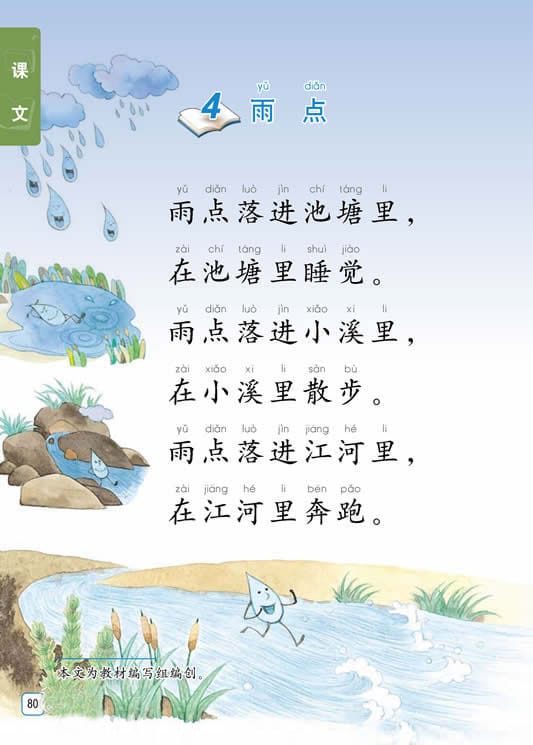 课
文
yǔ diǎn
4 雨 点
yǔ diǎn luò jìn chí táng li
雨点落进池塘里，
zài chí táng li shuì jiào
在池塘里睡觉。
yǔ diǎn luò jìn xiǎo xī li
雨点落进小溪里，
zài xiǎo xī li sàn bù
在小溪里散步。
yǔ diǎn luò jìn jiāng hé li
雨点落进江河里，
zài jiāng hé li bēn pǎo
在江河里奔跑。
本文为教材编写组编创。
80